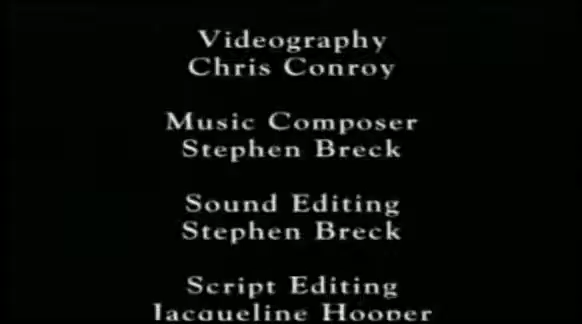 Videography
Chris Conroy
Music Composer
Stephen Breck
Sound Editing
Stephen Breck
Script Editing
Jacqueline Hooper